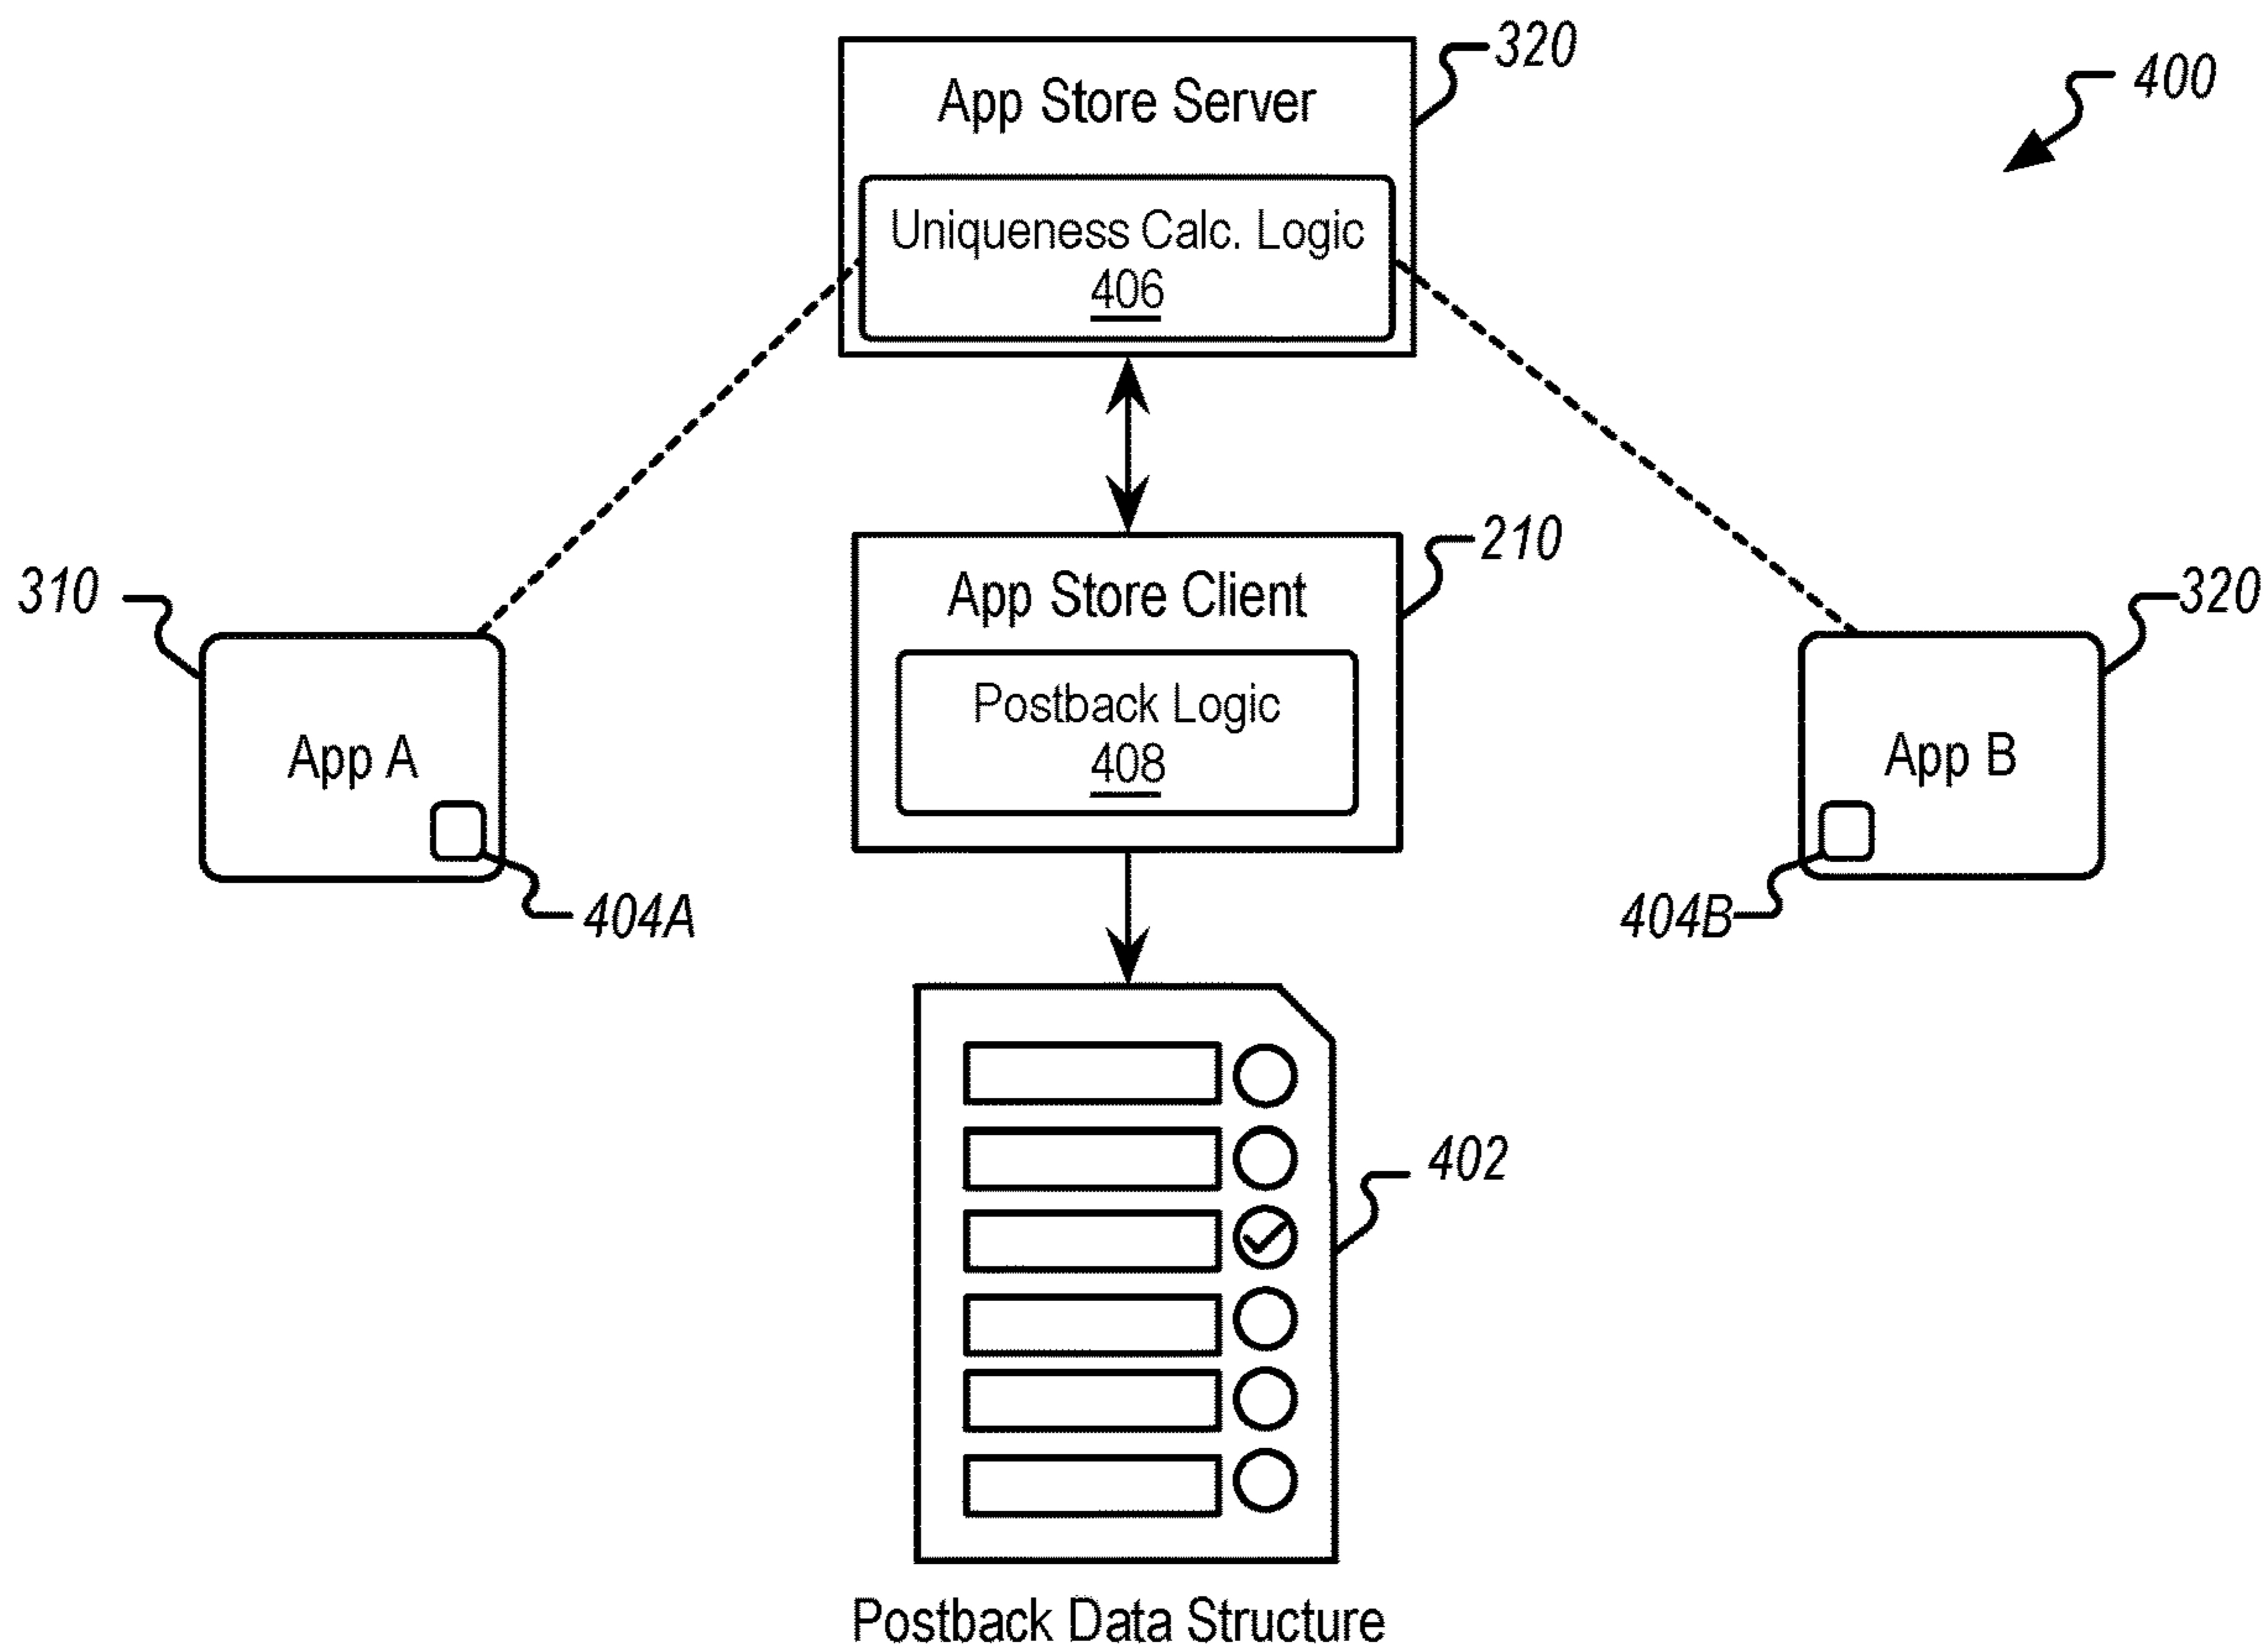 320
400
App Store Server
Uniqueness Calc. Logic
406
210
310
App Store Client
320
Postback Logic
App A
408
App B
404A
404B
402
Postback Data Structure